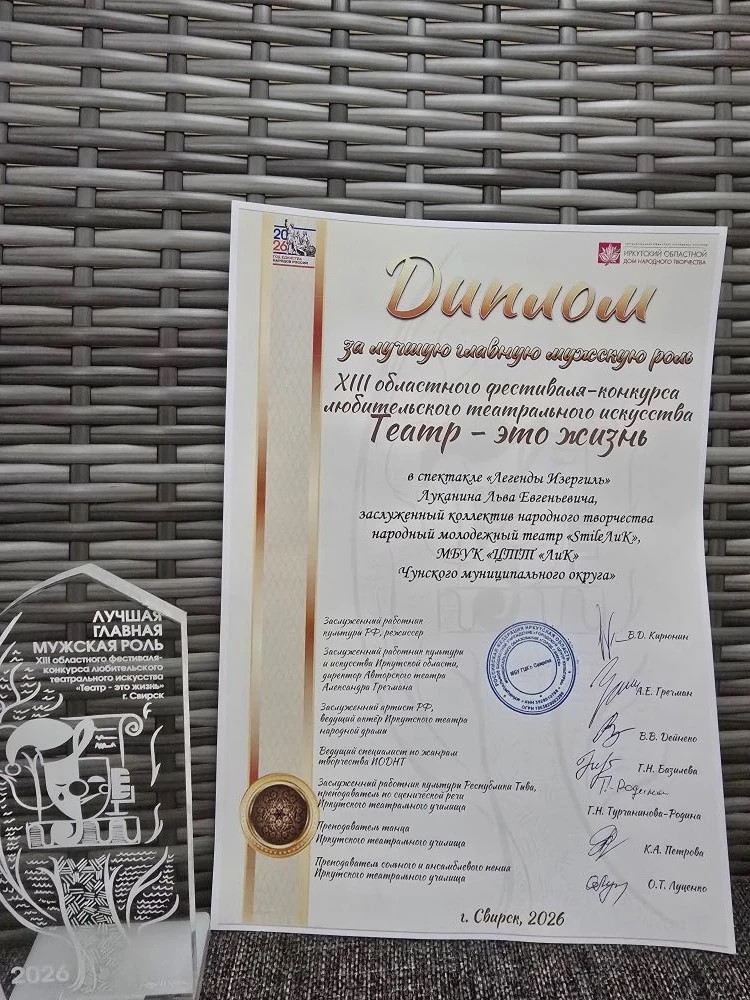 2026
ГОД ЕДИНСТВА
НАРОДОВ РОССИИ
ИРКУТСКИЙ ОБЛАСТНОЙ
ДОМ НАРОДНОГО ТВОРЧЕСТВА
Диплом
за лучшую главную мужскую роль
XIII областного фестиваля-конкурса
любительского театрального искусства
Театр - это жизнь
в спектакле «Легенды Изергиль»
Луканина Льва Евгеньевича,
заслуженный коллектив народного творчества
народный молодежный театр «SmileЛиК»,
МБУК «ЦТТ «ЛиК»
Чунского муниципального округа»
Заслуженный работник
культуры РФ, режиссер
В.Д. Кирюнин
Заслуженный работник культуры
и искусства Иркутской области,
директор Авторского театра
Александра Гречмана
А.Е. Гречман
Заслуженный артист РФ,
ведущий актёр Иркутского театра
народной драмы
В.В. Дейнеко
Ведущий специалист по жанрам
творчества ИОДНТ
Т.Н. Базилева
Заслуженный работник культуры Республики Тыва,
преподаватель по сценической речи
Иркутского театрального училища
Т.Н. Турчанинова-Родина
Преподаватель танца
Иркутского театрального училища
К.А. Петрова
Преподаватель сольного и ансамблевого пения
Иркутского театрального училища
О.Т. Луценко
г. Свирск, 2026
ЛУЧШАЯ
ГЛАВНАЯ
МУЖСКАЯ РОЛЬ
XIII областного фестиваля-
конкурса любительского
театрального искусства
«Театр - это жизнь»
г. Свирск
2026